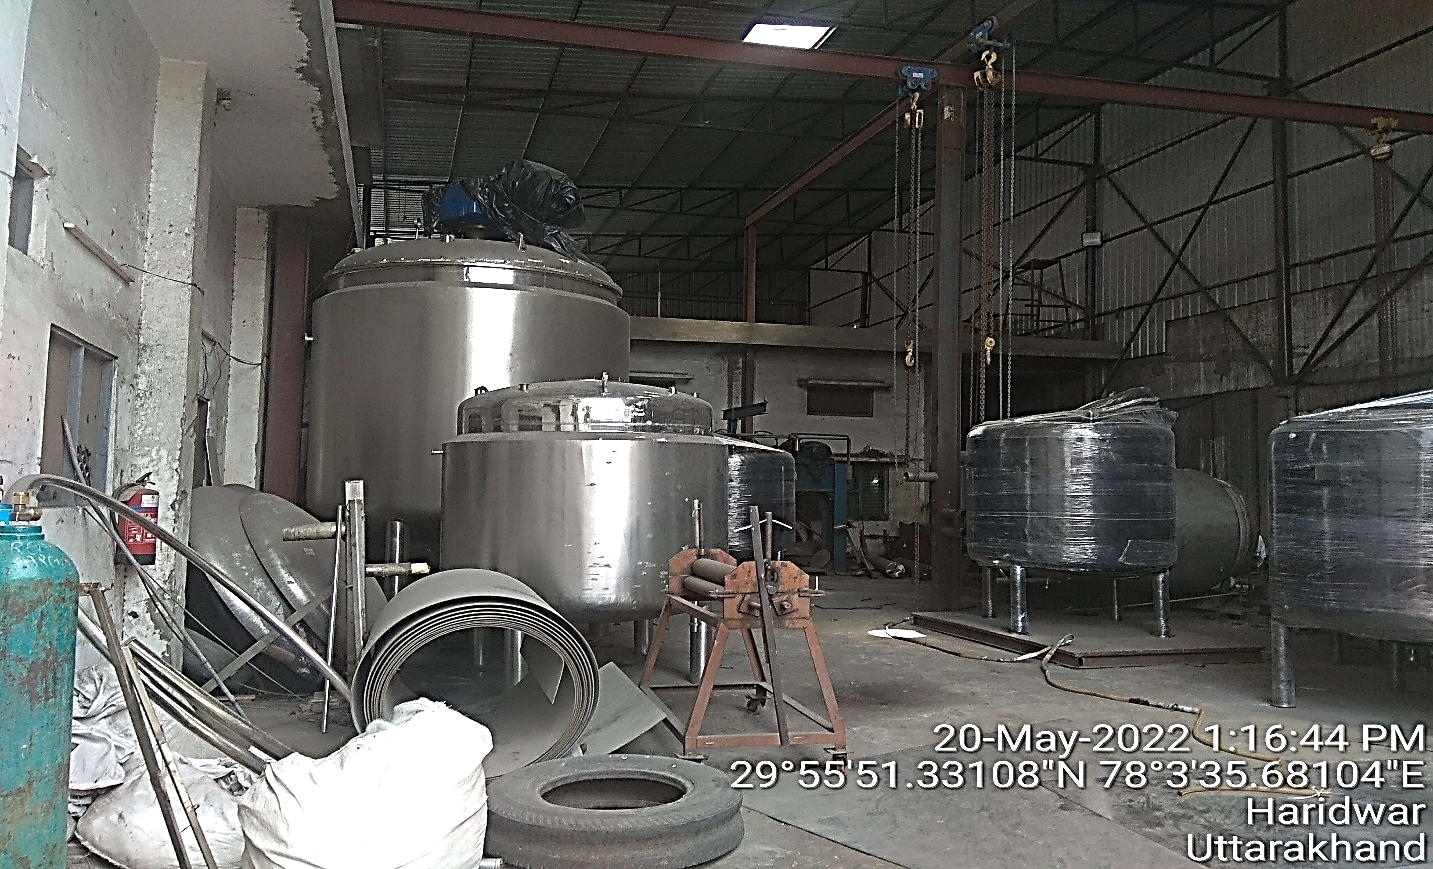 20-May-2022 1:16:44 PM
29°55'51.33108"N 78°3'35.68104"E
Haridwar
Uttarakhand